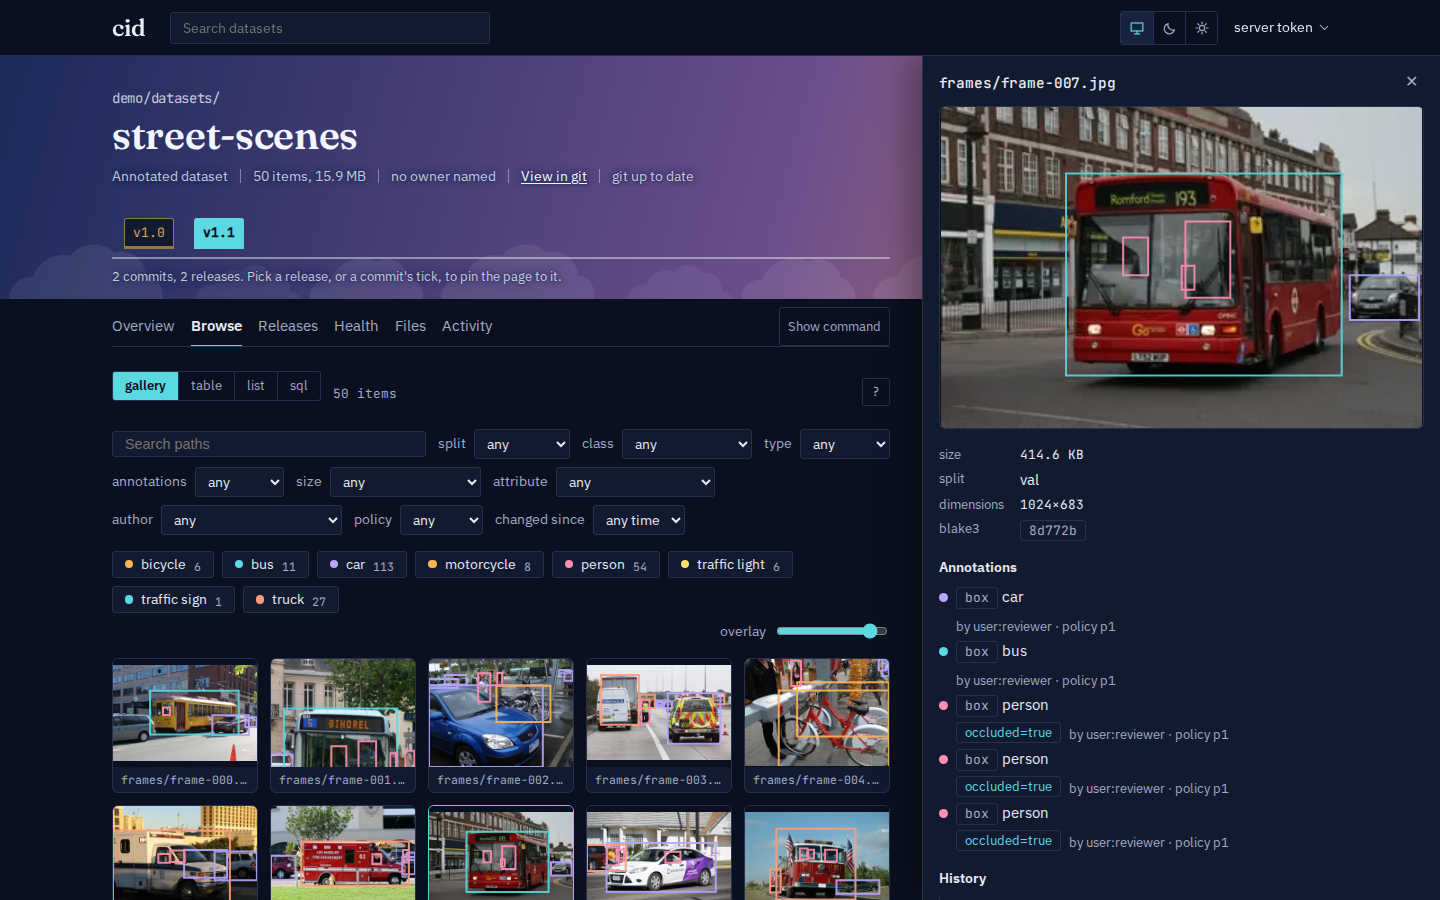 cid
Search datasets
server token
demo/datasets/
street-scenes
Annotated dataset
50 items, 15.9 MB
no owner named
View in git
git up to date
v1.0
v1.1
2 commits, 2 releases. Pick a release, or a commit's tick, to pin the page to it.
Overview
Browse
Releases
Health
Files
Activity
Show command
gallery
table
list
sql
50 items
?
Search paths
split any
class any
type any
annotations any
size any
attribute any
author any
policy any
changed since any time
bicycle 6
bus 11
car 113
motorcycle 8
person 54
traffic light 6
traffic sign 1
truck 27
overlay
BIHOREL
frames/frame-000.…
frames/frame-001.…
frames/frame-002.…
frames/frame-003.…
frames/frame-004.…
frames/frame-007.jpg
✕
Romford 193
Go
LT52 WUP
size 414.6 KB
split val
dimensions 1024×683
blake3 8d772b
Annotations
box car
by user:reviewer · policy p1
box bus
by user:reviewer · policy p1
box person
occluded=true by user:reviewer · policy p1
box person
occluded=true by user:reviewer · policy p1
box person
occluded=true by user:reviewer · policy p1
History